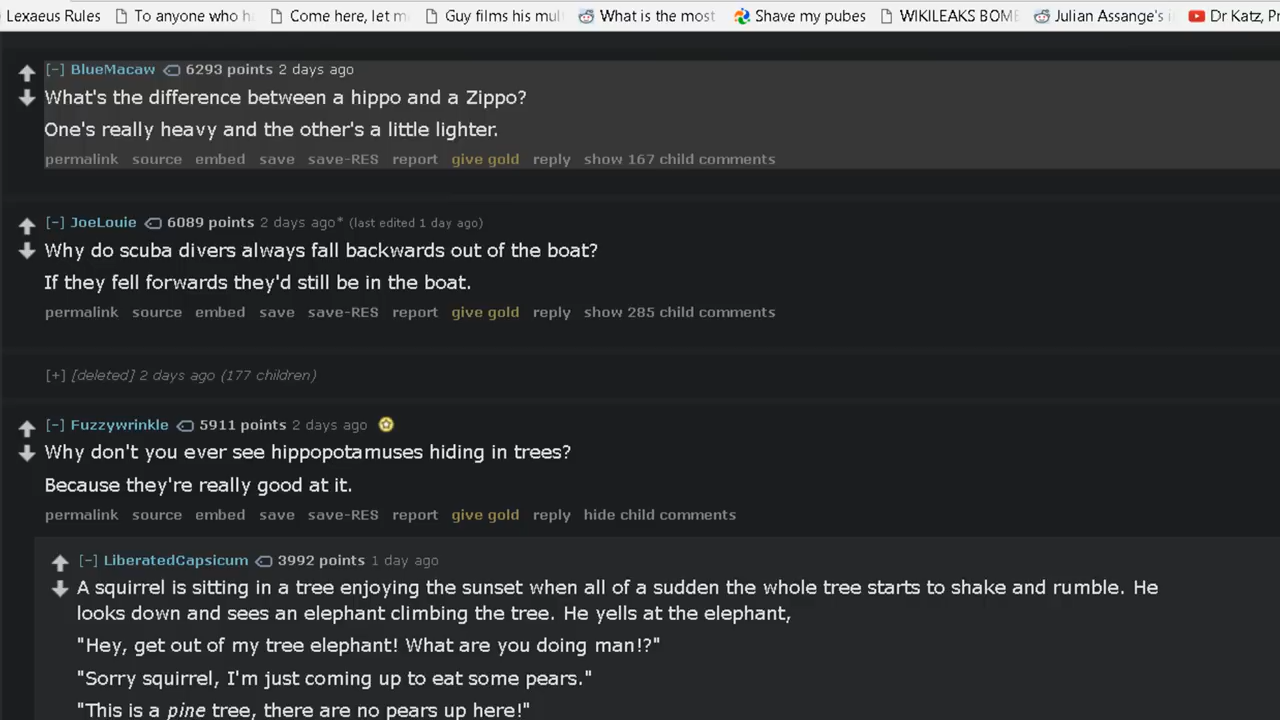 Lexaeus Rules To anyone who h Come here, let m Guy films his mul What is the most Shave my pubes WIKILEAKS BOMB Julian Assange's i Dr Katz, Pr
[-] BlueMacaw 6293 points 2 days ago
What's the difference between a hippo and a Zippo?
One's really heavy and the other's a little lighter.
permalink source embed save save-RES report give gold reply show 167 child comments
[-] JoeLouie 6089 points 2 days ago* (last edited 1 day ago)
Why do scuba divers always fall backwards out of the boat?
If they fell forwards they'd still be in the boat.
permalink source embed save save-RES report give gold reply show 285 child comments
[+] [deleted] 2 days ago (177 children)
[-] Fuzzywrinkle 5911 points 2 days ago
Why don't you ever see hippopotamuses hiding in trees?
Because they're really good at it.
permalink source embed save save-RES report give gold reply hide child comments
[-] LiberatedCapsicum 3992 points 1 day ago
A squirrel is sitting in a tree enjoying the sunset when all of a sudden the whole tree starts to shake and rumble. He
looks down and sees an elephant climbing the tree. He yells at the elephant,
"Hey, get out of my tree elephant! What are you doing man!?"
"Sorry squirrel, I'm just coming up to eat some pears."
"This is a pine tree, there are no pears up here!"